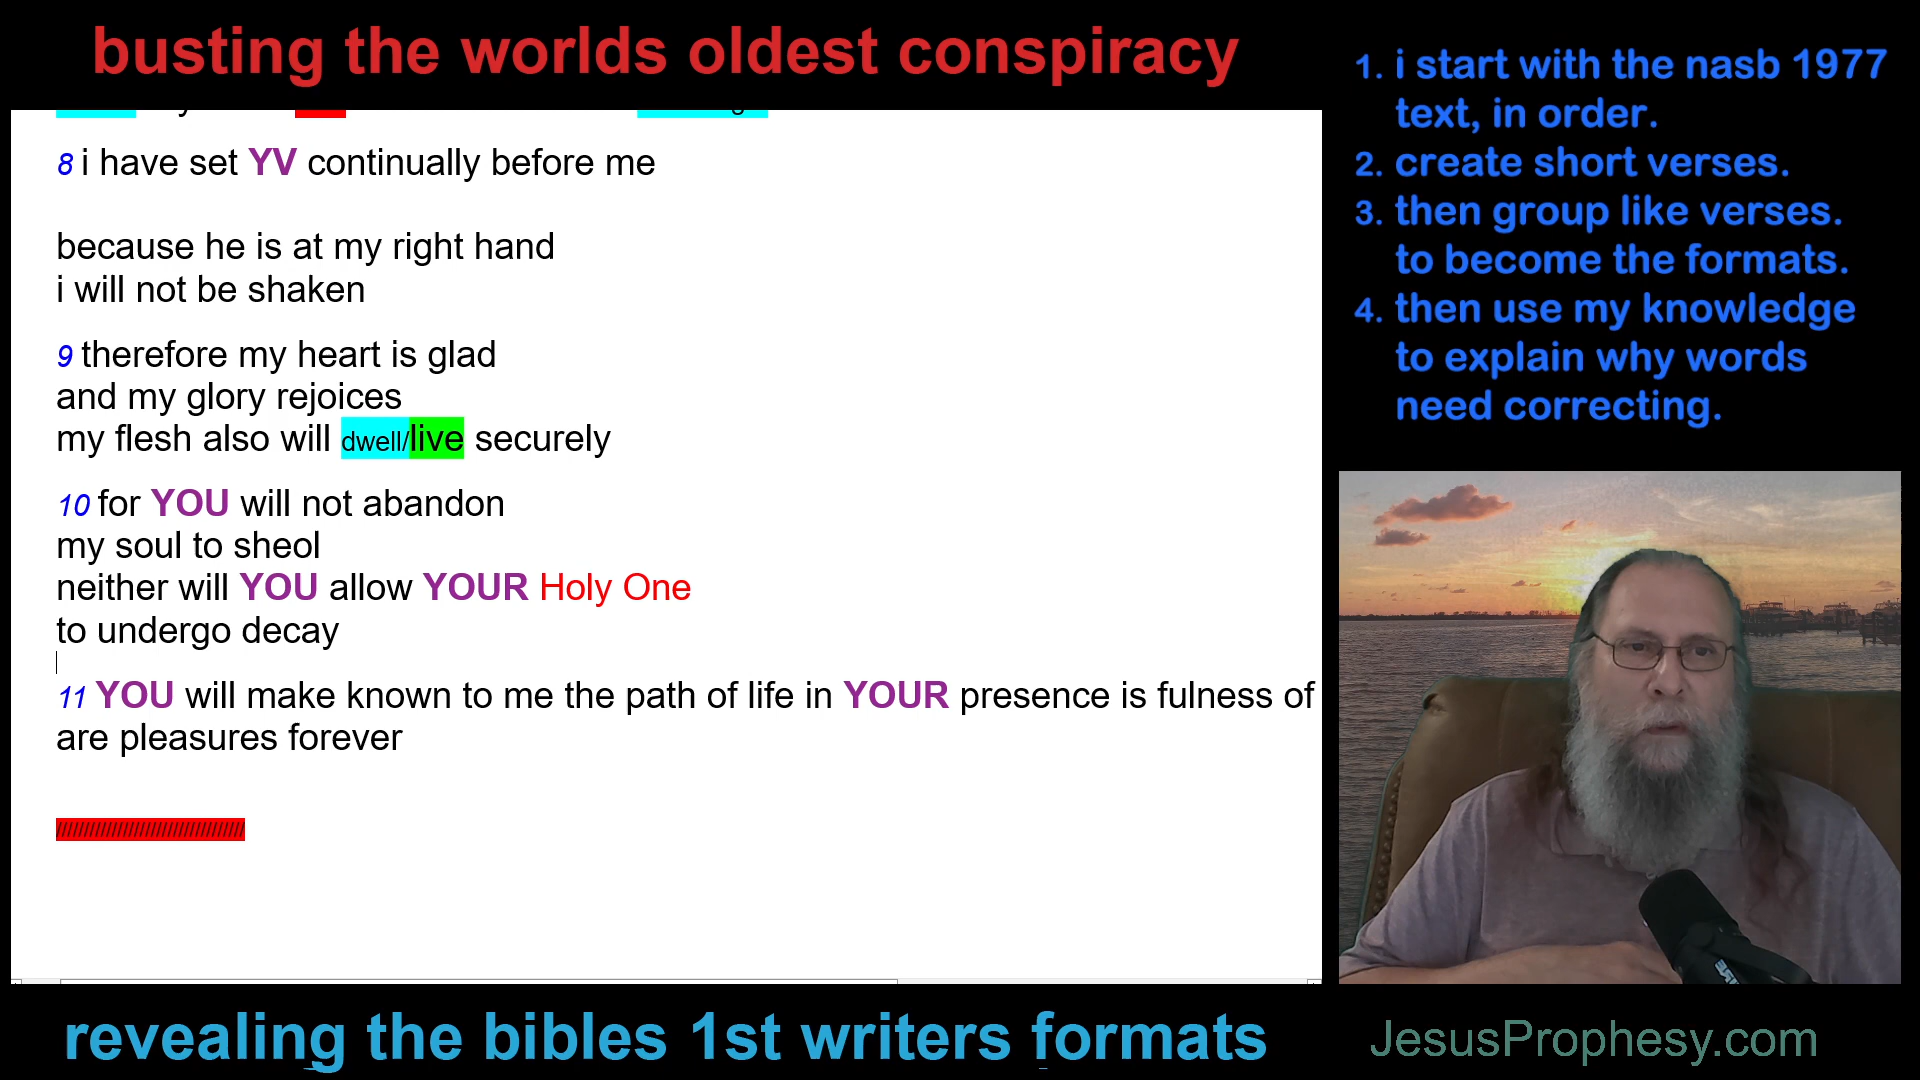 busting the worlds oldest conspiracy
8 i have set YV continually before me
because he is at my right hand
i will not be shaken
9 therefore my heart is glad
and my glory rejoices
my flesh also will dwell/live securely
10 for YOU will not abandon
my soul to sheol
neither will YOU allow YOUR Holy One
to undergo decay
11 YOU will make known to me the path of life in YOUR presence is fulness of
are pleasures forever
//////////////////////////////////
1. i start with the nasb 1977
text, in order.
2. create short verses.
3. then group like verses.
to become the formats.
4. then use my knowledge
to explain why words
need correcting.
revealing the bibles 1st writers formats
JesusProphesy.com